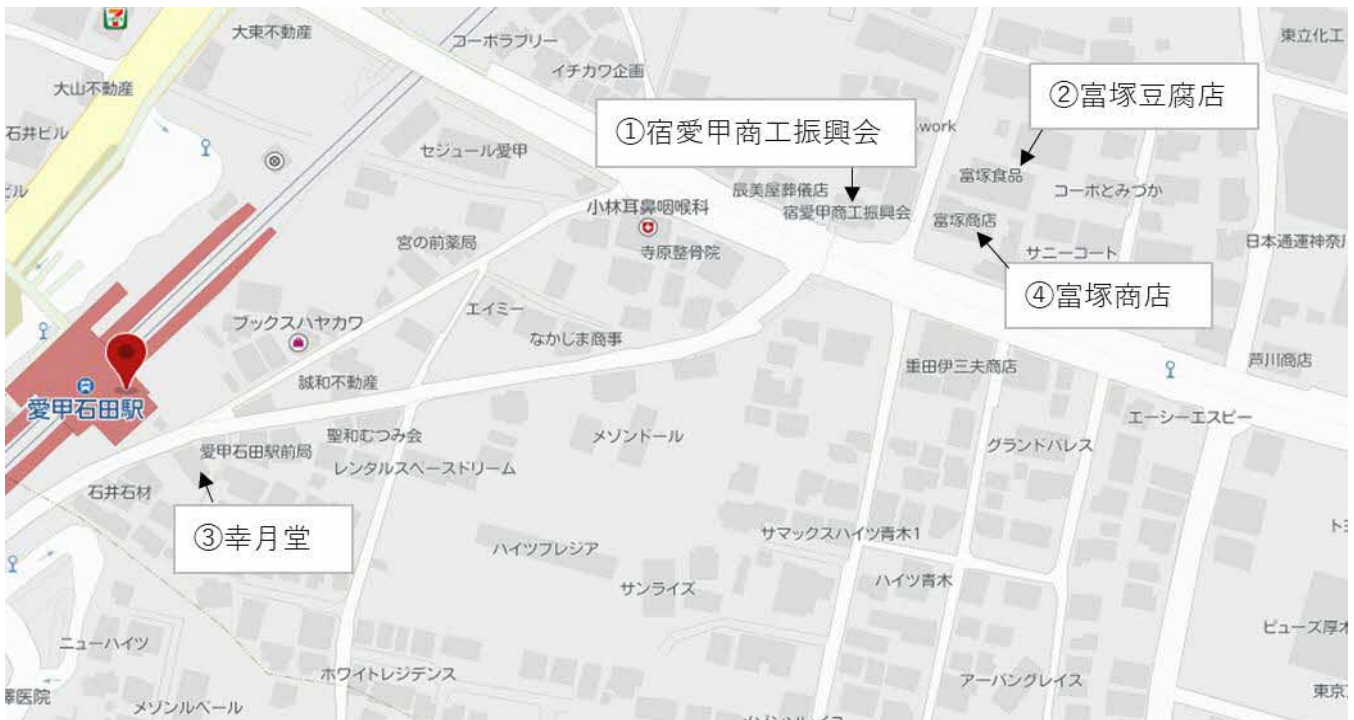 大東不動産
コーポラブリー
イチカワ企画
東立化工
大山不動産
②富塚豆腐店
石井ビル
①宿愛甲商工振興会
work
セジュール愛甲
富塚食品
辰美屋葬儀店
コーポとみづか
小林耳鼻咽喉科
宿愛甲商工振興会
富塚商店
宮の前薬局
寺原整骨院
サニーコート
日本通運神奈川
④富塚商店
エイミー
ブックスハヤカワ
なかしま商事
重田伊三夫商店
芦川商店
誠和不動産
愛甲石田駅
エーシーエスピー
聖和むつみ会
メゾンドール
グランドパレス
愛甲石田駅前局
レンタルスペースドリーム
石井石材
③幸月堂
サマックスハイツ青木1
ハイツフレジア
ハイツ青木
サンライズ
ビューズ厚木
ニューハイツ
ホワイトレジデンス
アーバングレイス
メゾンルベール